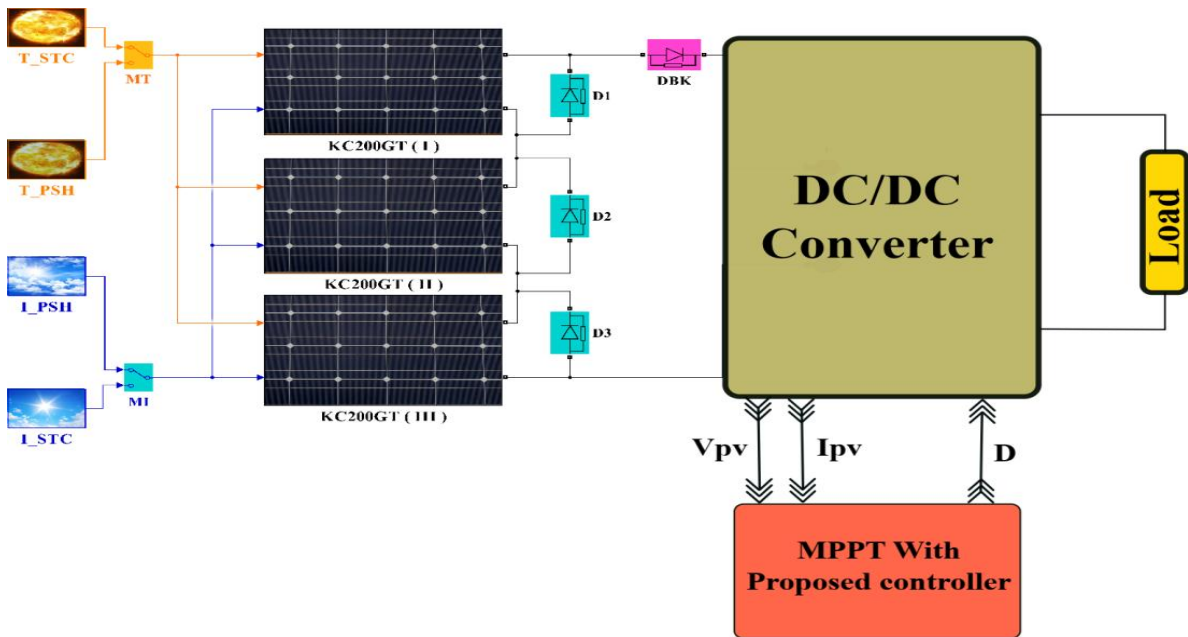 T_STC
MT
T_PSH
I_PSH
MI
I_STC
KC200GT ( I )
KC200GT ( II )
KC200GT ( III )
D1
D2
D3
DBK
DC/DC
Converter
Load
Vpv
Ipv
D
MPPT With
Proposed controller